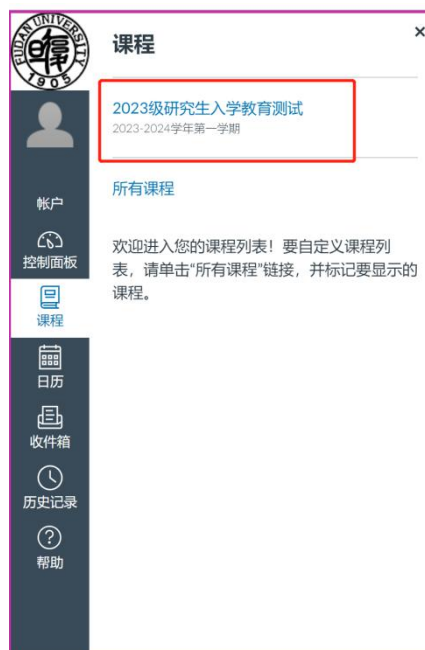 FUDAN UNIVERSITY
1905
课程
×
2023级研究生入学教育测试
2023-2024学年第一学期
所有课程
欢迎进入您的课程列表！要自定义课程列
表，请单击“所有课程”链接，并标记要显示的
课程。
帐户
控制面板
课程
日历
收件箱
历史记录
?
帮助